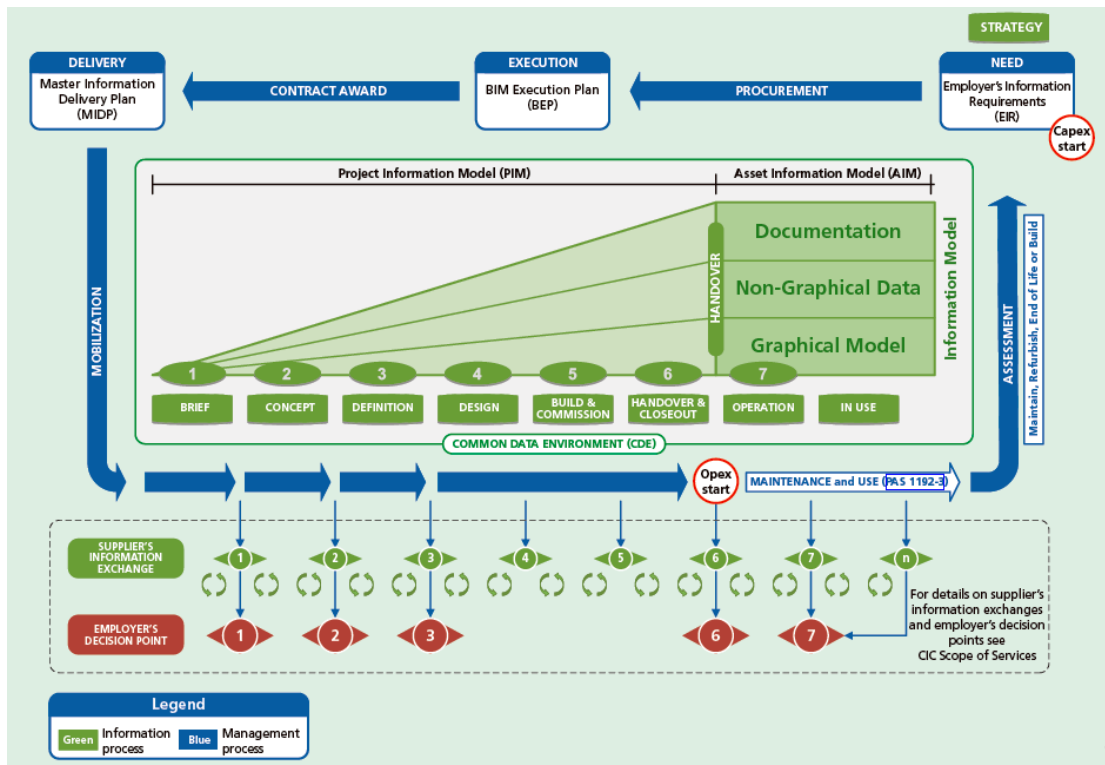 STRATEGY
DELIVERY
Master Information
Delivery Plan
(MIDP)
CONTRACT AWARD
EXECUTION
BIM Execution Plan
(BEP)
PROCUREMENT
NEED
Employer's Information
Requirements
(EIR)
Capex
start
Project Information Model (PIM)
Asset Information Model (AIM)
Documentation
Non-Graphical Data
Graphical Model
HANDOVER
Information Model
MOBILIZATION
ASSESSMENT
Maintain, Refurbish, End of Life or Build
1 2 3 4 5 6 7
BRIEF
CONCEPT
DEFINITION
DESIGN
BUILD &
COMMISSION
HANDOVER &
CLOSEOUT
OPERATION
IN USE
COMMON DATA ENVIRONMENT (CDE)
Opex
start
MAINTENANCE and USE (PAS 1192-3)
SUPPLIER'S
INFORMATION
EXCHANGE
1 2 3 4 5 6 7 n
EMPLOYER'S
DECISION POINT
1 2 3 6 7
For details on supplier's
information exchanges
and employer's decision
points see
CIC Scope of Services
Legend
Green Information
process
Blue Management
process